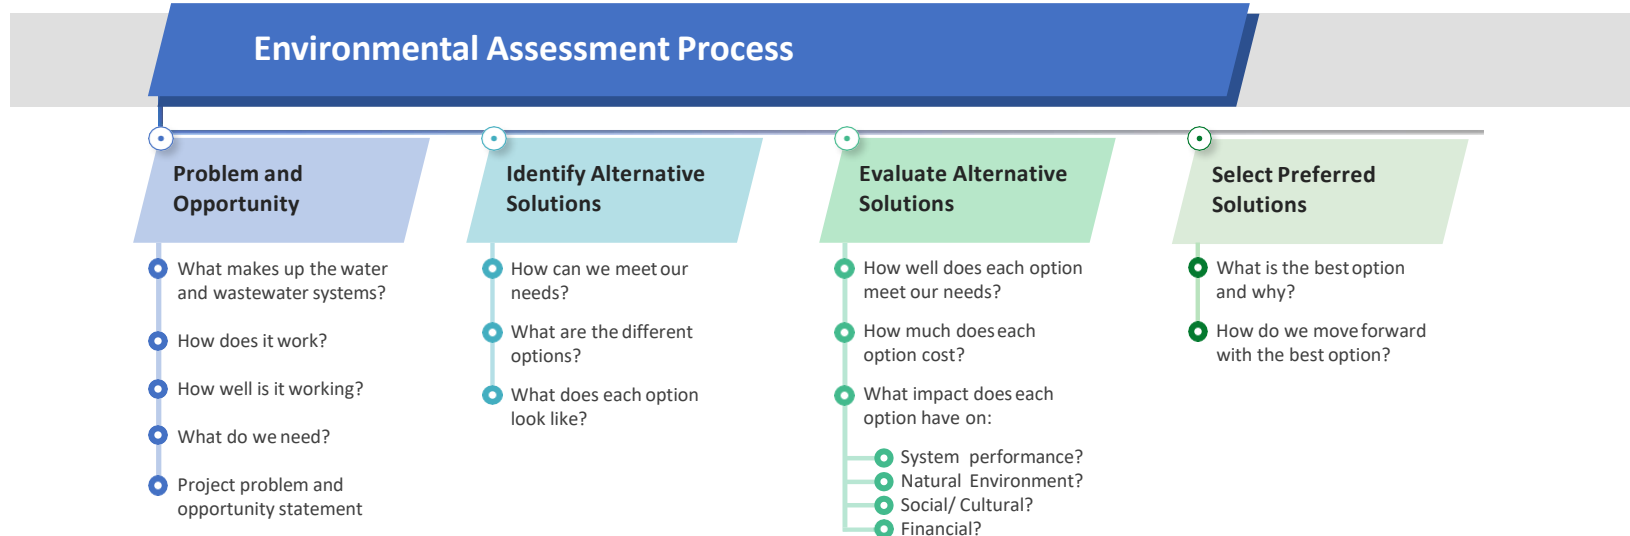 Environmental Assessment Process
Problem and
Opportunity
What makes up the water
and wastewater systems?
How does it work?
How well is it working?
What do we need?
Project problem and
opportunity statement
Identify Alternative
Solutions
How can we meet our
needs?
What are the different
options?
What does each option
look like?
Evaluate Alternative
Solutions
How well does each option
meet our needs?
How much does each
option cost?
What impact does each
option have on:
System performance?
Natural Environment?
Social/ Cultural?
Financial?
Select Preferred
Solutions
What is the best option
and why?
How do we move forward
with the best option?